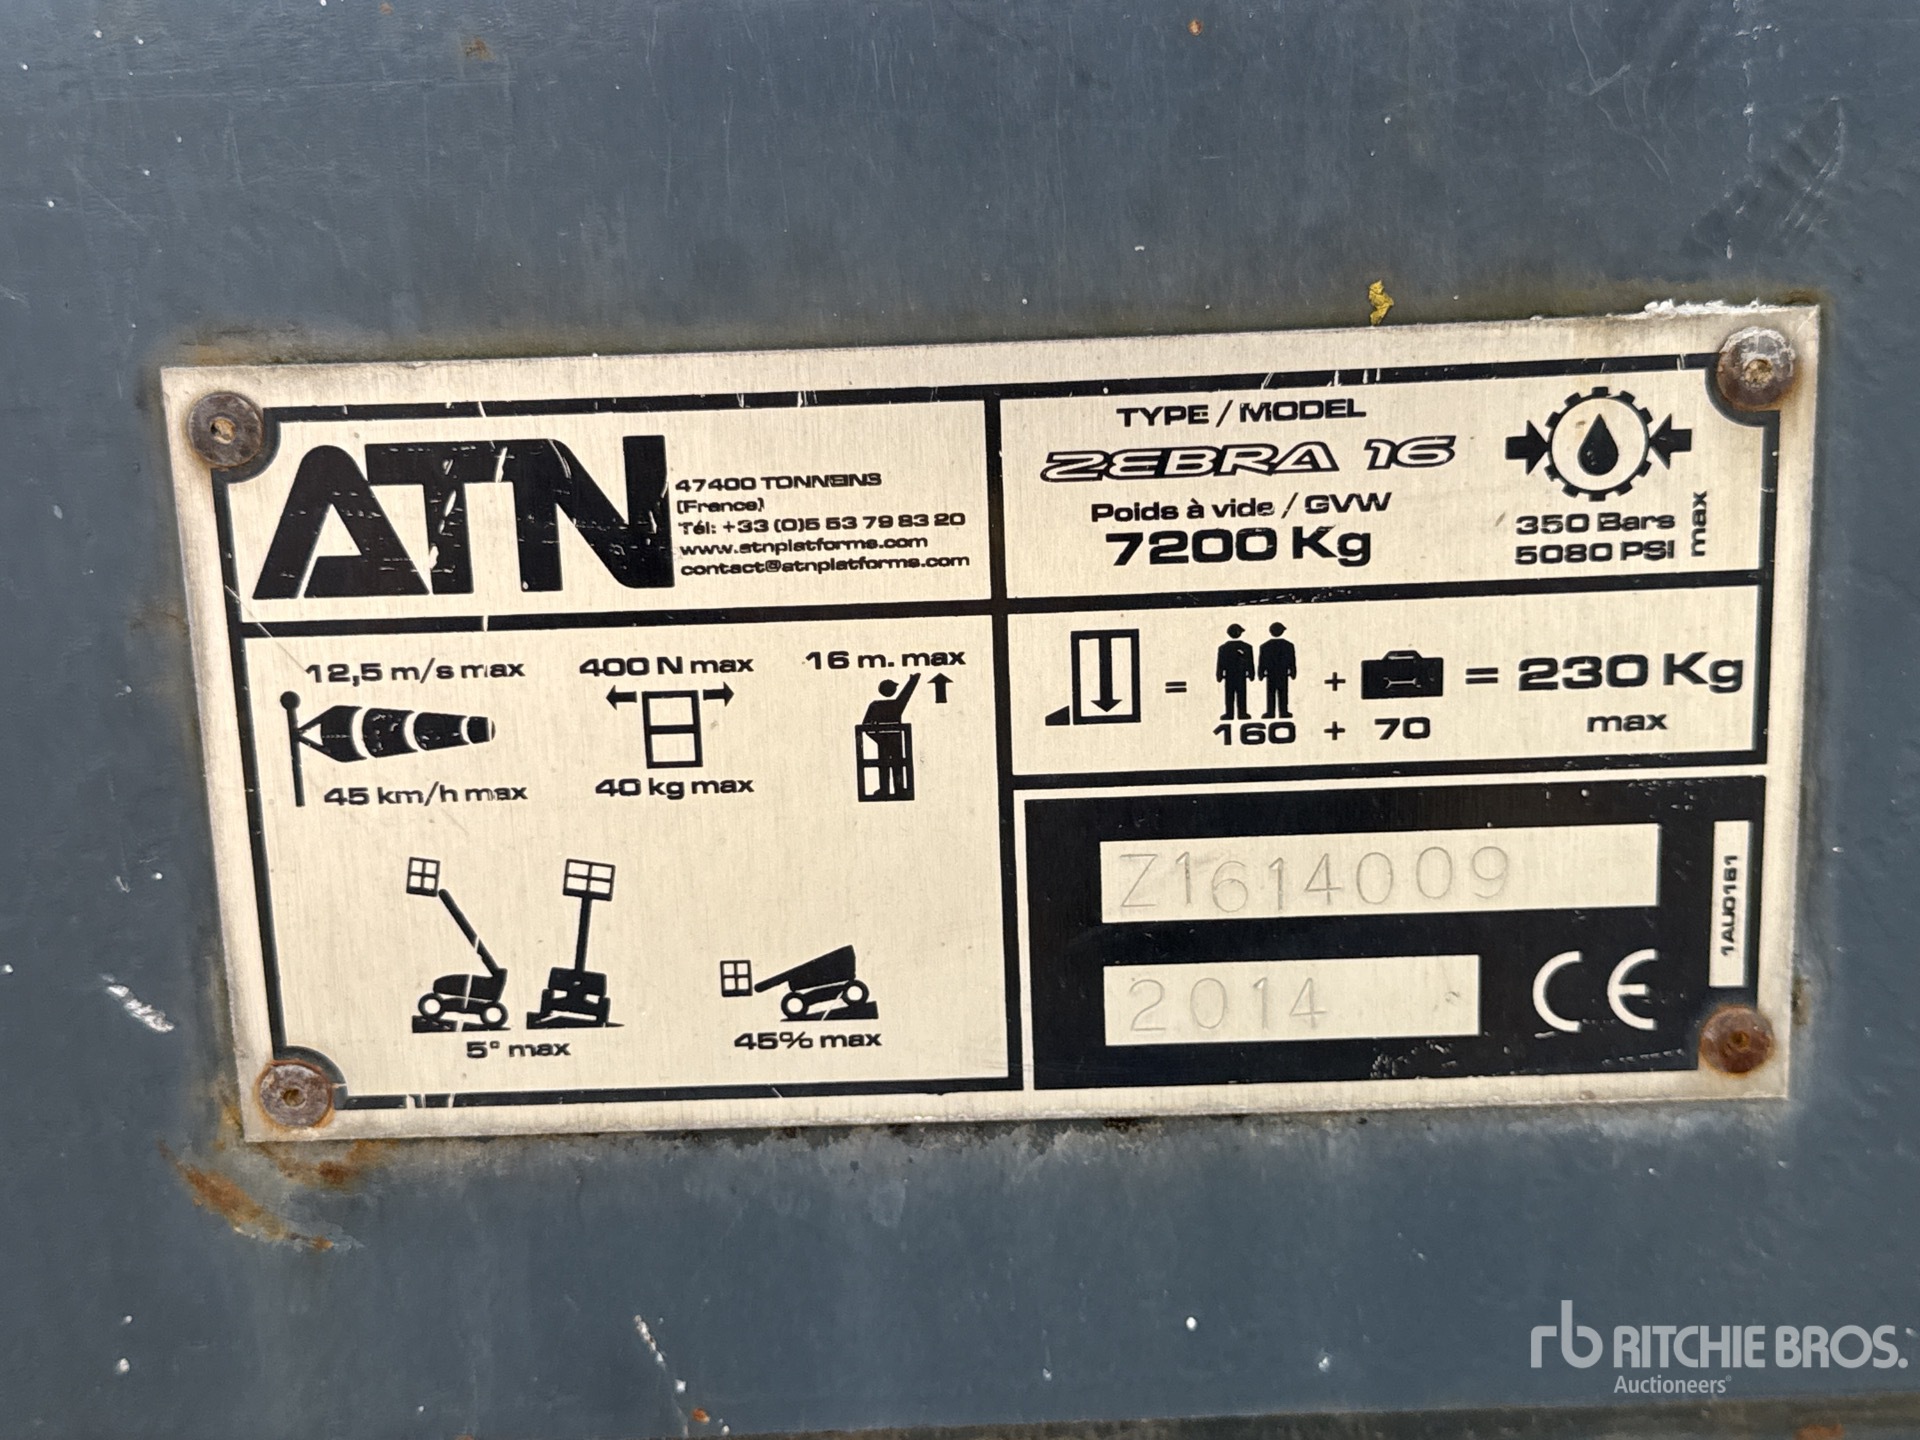 ATN
47400 TONNEINS
(France)
Tél: +33 (0)5 53 79 83 20
www.atnplatforms.com
contact@atnplatforms.com
TYPE / MODEL
ZEBRA 16
Poids à vide / GVW
7200 Kg
350 Bars
5080 PSI
max
12,5 m/s max
45 km/h max
400 N max
40 kg max
16 m. max
= + = 230 Kg
160 + 70 max
5° max
45% max
Z1614009
2014
CE
1AU0161
rb RITCHIE BROS.
Auctioneers®